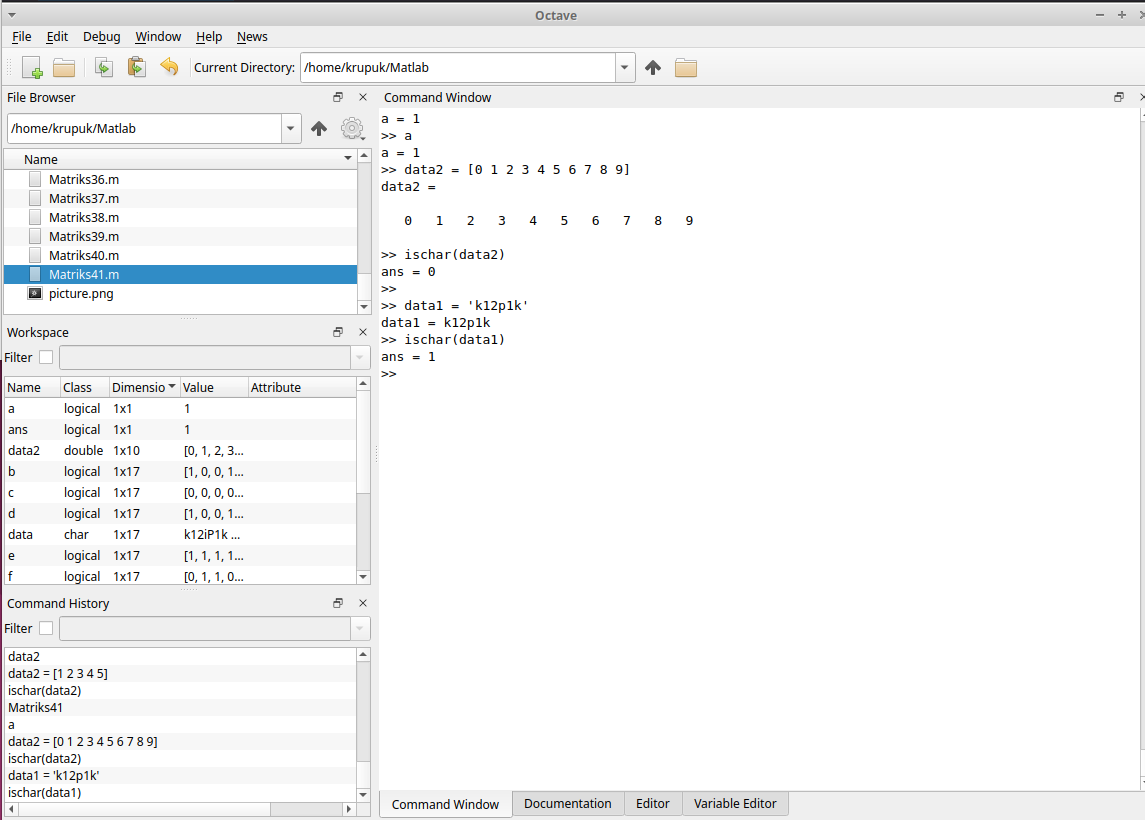 Octave
File Edit Debug Window Help News
Current Directory: /home/krupuk/Matlab
File Browser
/home/krupuk/Matlab
Name
Matriks36.m
Matriks37.m
Matriks38.m
Matriks39.m
Matriks40.m
Matriks41.m
picture.png
Workspace
Filter
Name Class Dimensio Value Attribute
a logical 1x1 1
ans logical 1x1 1
data2 double 1x10 [0, 1, 2, 3...
b logical 1x17 [1, 0, 0, 1...
c logical 1x17 [0, 0, 0, 0...
d logical 1x17 [1, 0, 0, 1...
data char 1x17 k12iP1k ...
e logical 1x17 [1, 1, 1, 1...
f logical 1x17 [0, 1, 1, 0...
Command History
Filter
data2
data2 = [1 2 3 4 5]
ischar(data2)
Matriks41
a
data2 = [0 1 2 3 4 5 6 7 8 9]
ischar(data2)
data1 = 'k12p1k'
ischar(data1)
Command Window
a = 1
>> a
a = 1
>> data2 = [0 1 2 3 4 5 6 7 8 9]
data2 =
0 1 2 3 4 5 6 7 8 9
>> ischar(data2)
ans = 0
>>
>> data1 = 'k12p1k'
data1 = k12p1k
>> ischar(data1)
ans = 1
>>
Command Window Documentation Editor Variable Editor